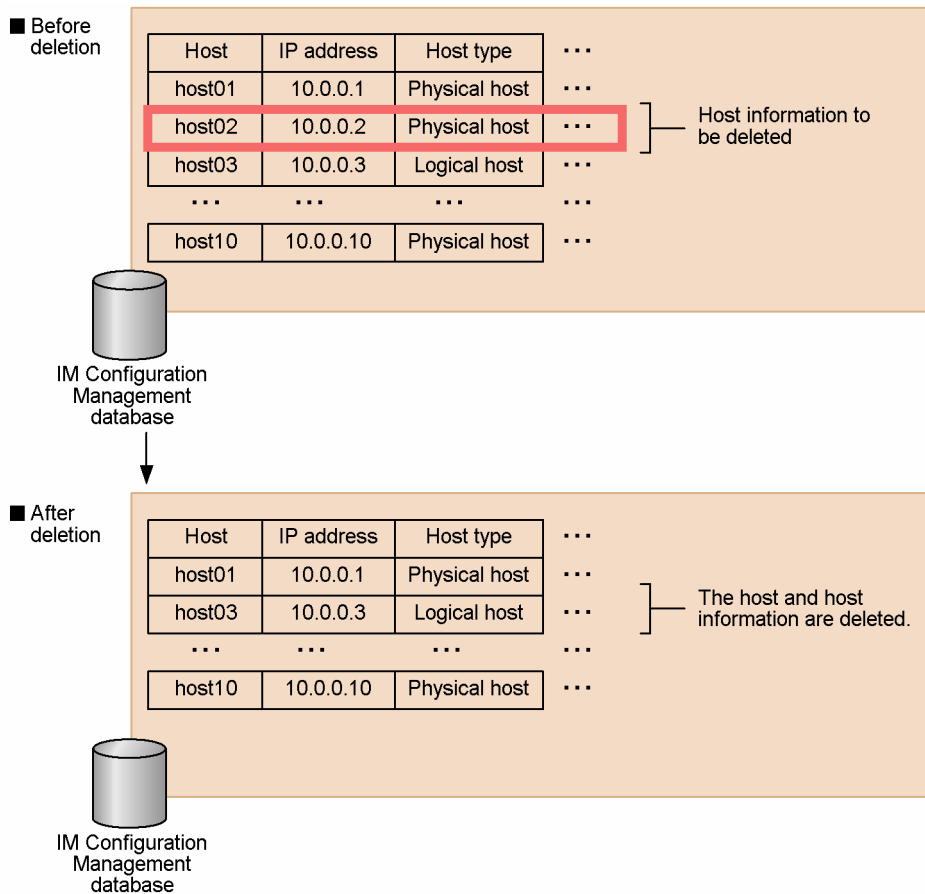 ■ Before
deletion
Host IP address Host type ...
host01 10.0.0.1 Physical host ...
host02 10.0.0.2 Physical host ...
host03 10.0.0.3 Logical host ...
... ... ... ...
host10 10.0.0.10 Physical host ...
Host information to
be deleted
IM Configuration
Management
database
■ After
deletion
Host IP address Host type ...
host01 10.0.0.1 Physical host ...
host03 10.0.0.3 Logical host ...
... ... ... ...
host10 10.0.0.10 Physical host ...
The host and host
information are deleted.
IM Configuration
Management
database